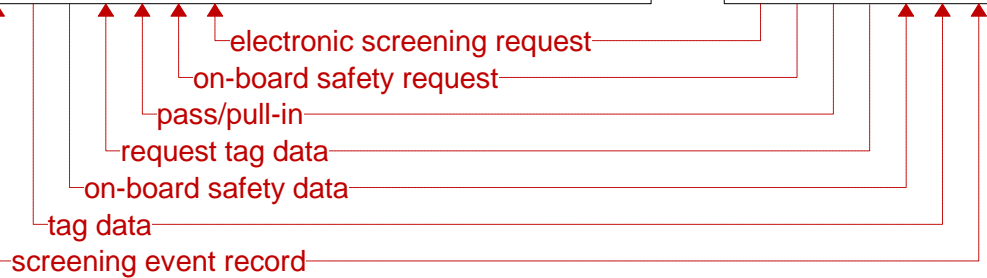 electronic screening request
on-board safety request
pass/pull-in
request tag data
on-board safety data
tag data
screening event record